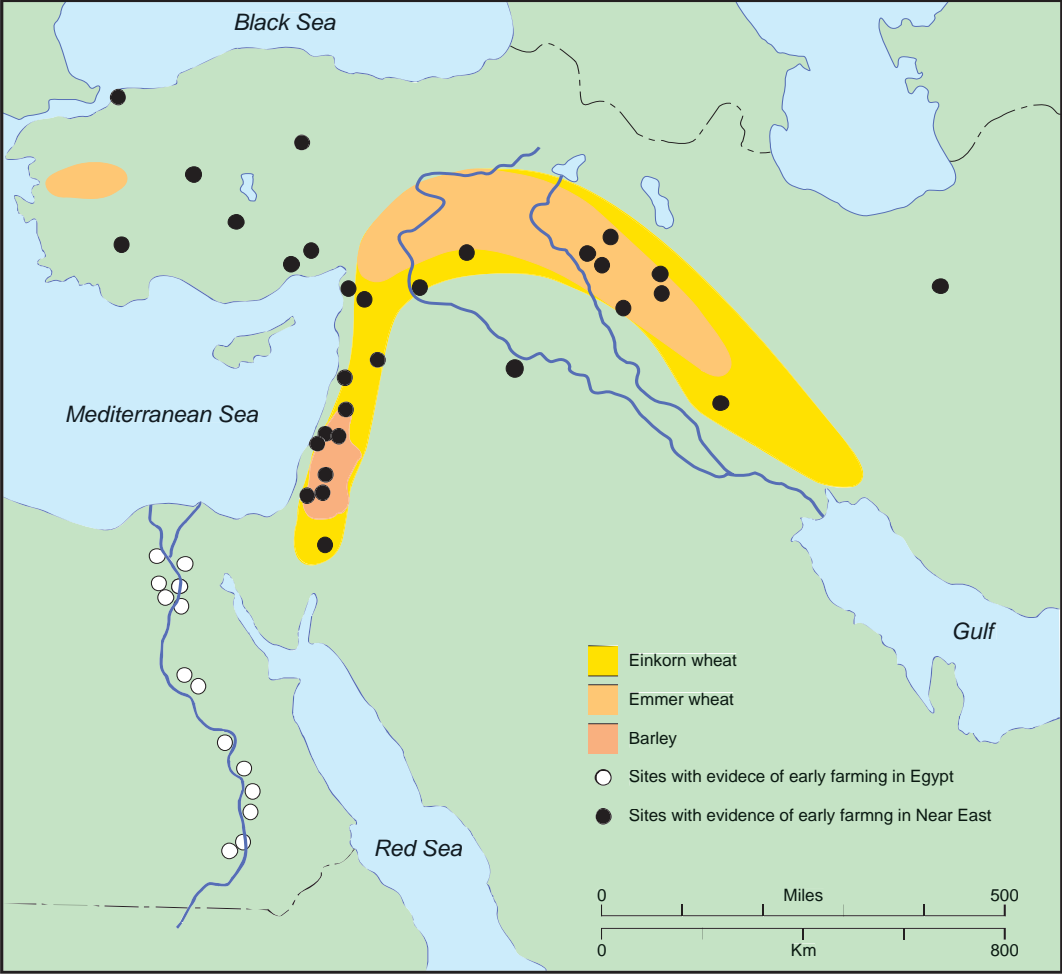 Black Sea
Mediterranean Sea
Gulf
Einkorn wheat
Emmer wheat
Barley
Sites with evidece of early farming in Egypt
Sites with evidence of early farmng in Near East
Red Sea
0 Miles 500
0 Km 800